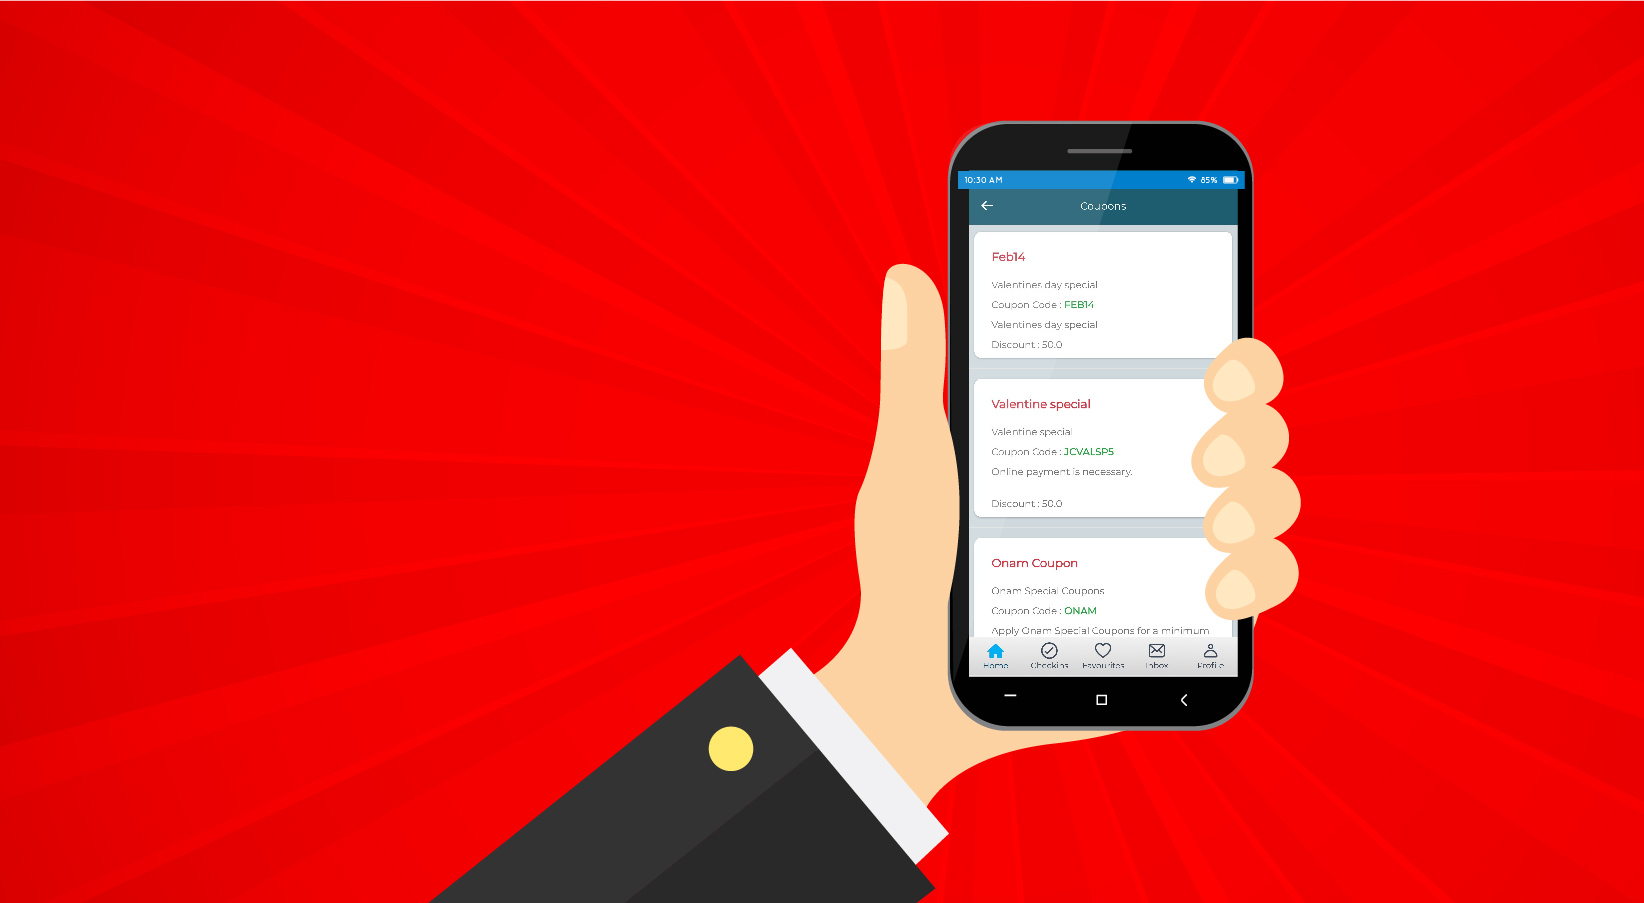 10:30 AM 85%
Coupons
Feb14
Valentines day special
Coupon Code : FEB14
Valentines day special
Discount : 50.0
Valentine special
Valentine special
Coupon Code : JCVALSP5
Online payment is necessary.
Discount : 50.0
Onam Coupon
Onam Special Coupons
Coupon Code : ONAM
Apply Onam Special Coupons for a minimum
Home Checkins Favourites Inbox Profile